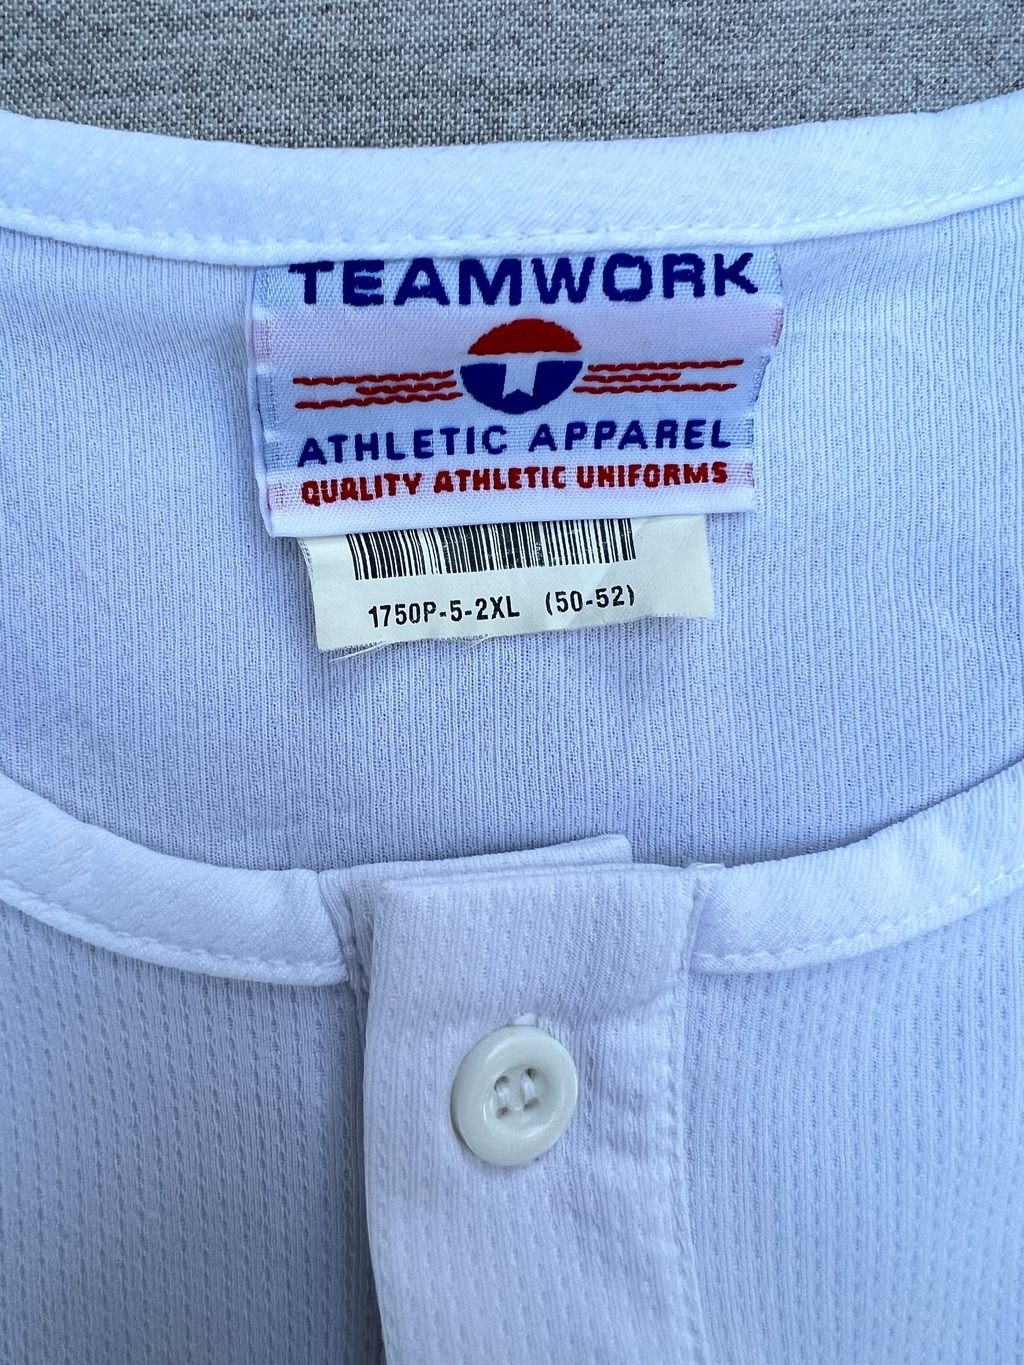 TEAMWORK
T
ATHLETIC APPAREL
QUALITY ATHLETIC UNIFORMS
1750P-5-2XL (50-52)